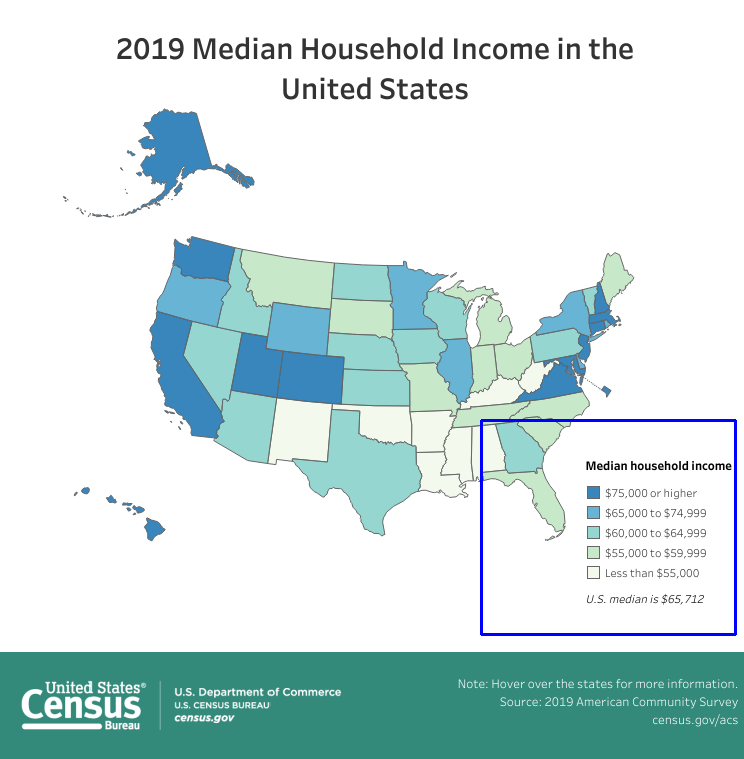 2019 Median Household Income in the
United States
Median household income
$75,000 or higher
$65,000 to $74,999
$60,000 to $64,999
$55,000 to $59,999
Less than $55,000
U.S. median is $65,712
United States®
Census
Bureau
U.S. Department of Commerce
U.S. CENSUS BUREAU
census.gov
Note: Hover over the states for more information.
Source: 2019 American Community Survey
census.gov/acs